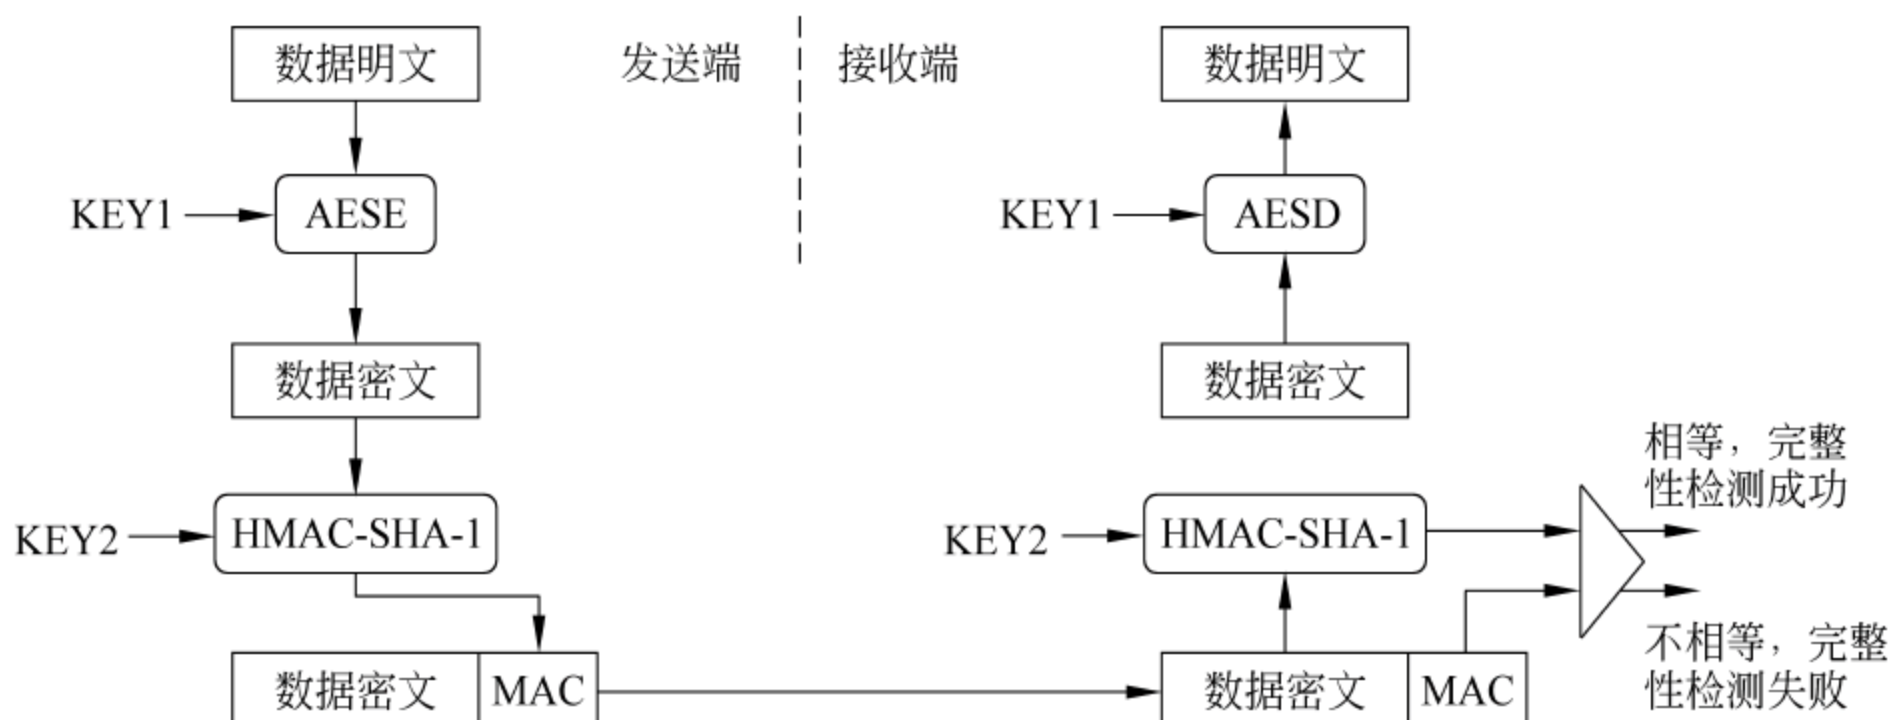 数据明文
发送端
接收端
数据明文
KEY1
AESE
KEY1
AESD
数据密文
数据密文
相等，完整
性检测成功
KEY2
HMAC-SHA-1
KEY2
HMAC-SHA-1
不相等，完整
性检测失败
数据密文
MAC
数据密文
MAC